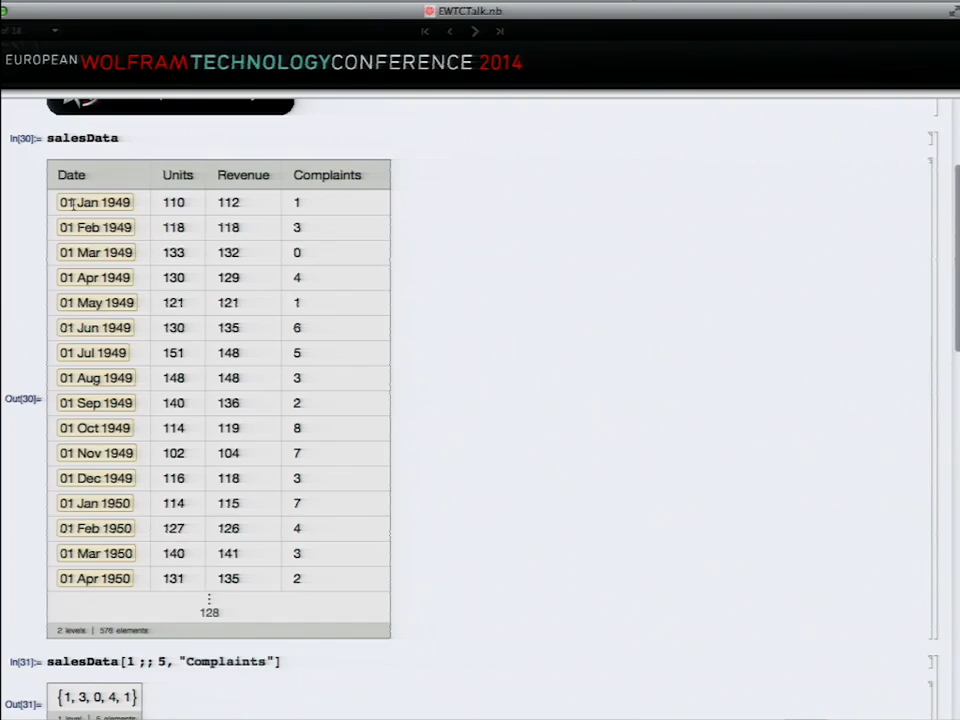 EWTCTalk.nb
of 18
EUROPEAN WOLFRAMTECHNOLOGYCONFERENCE 2014
In[30]:= salesData
Date Units Revenue Complaints
01 Jan 1949 110 112 1
01 Feb 1949 118 118 3
01 Mar 1949 133 132 0
01 Apr 1949 130 129 4
01 May 1949 121 121 1
01 Jun 1949 130 135 6
01 Jul 1949 151 148 5
01 Aug 1949 148 148 3
Out[30]= 01 Sep 1949 140 136 2
01 Oct 1949 114 119 8
01 Nov 1949 102 104 7
01 Dec 1949 116 118 3
01 Jan 1950 114 115 7
01 Feb 1950 127 126 4
01 Mar 1950 140 141 3
01 Apr 1950 131 135 2
⋮
128
2 levels | 576 elements
In[31]:= salesData[1 ;; 5, "Complaints"]
Out[31]= {1, 3, 0, 4, 1}
1 level | 5 elements